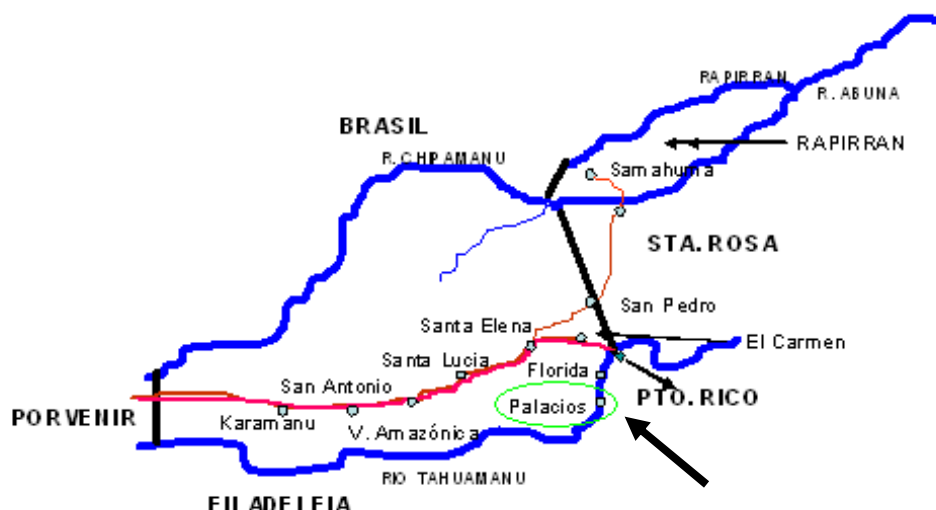 RAPIRRAN
R. ABUNA
BRASIL
RAPIRRAN
R. CHPAMANU
Samahuma
STA. ROSA
San Pedro
Santa Elena
El Carmen
Santa Lucia
Florida
San Antonio
PTO. RICO
Palacios
PORVENIR
Karamanu
V. Amazónica
RIO TAHUAMANU
FILADELFIA